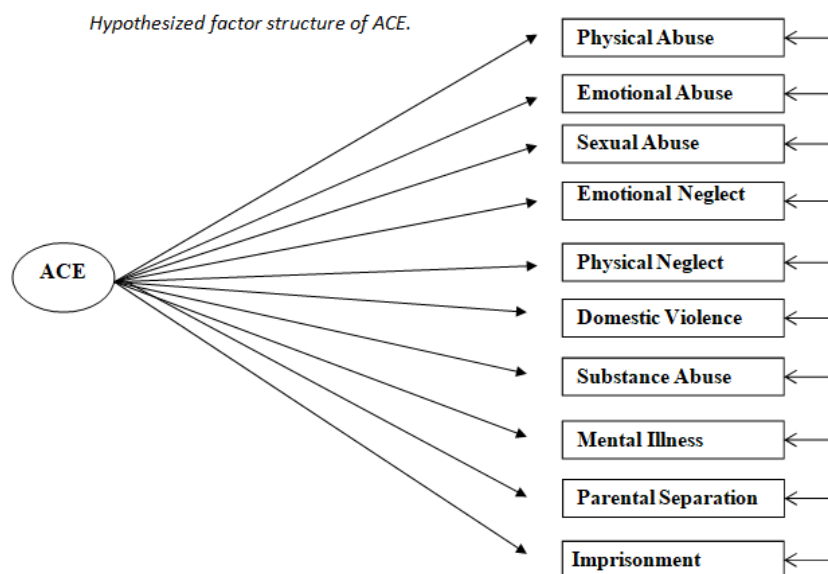 Hypothesized factor structure of ACE.
Physical Abuse
Emotional Abuse
Sexual Abuse
Emotional Neglect
ACE
Physical Neglect
Domestic Violence
Substance Abuse
Mental Illness
Parental Separation
Imprisonment